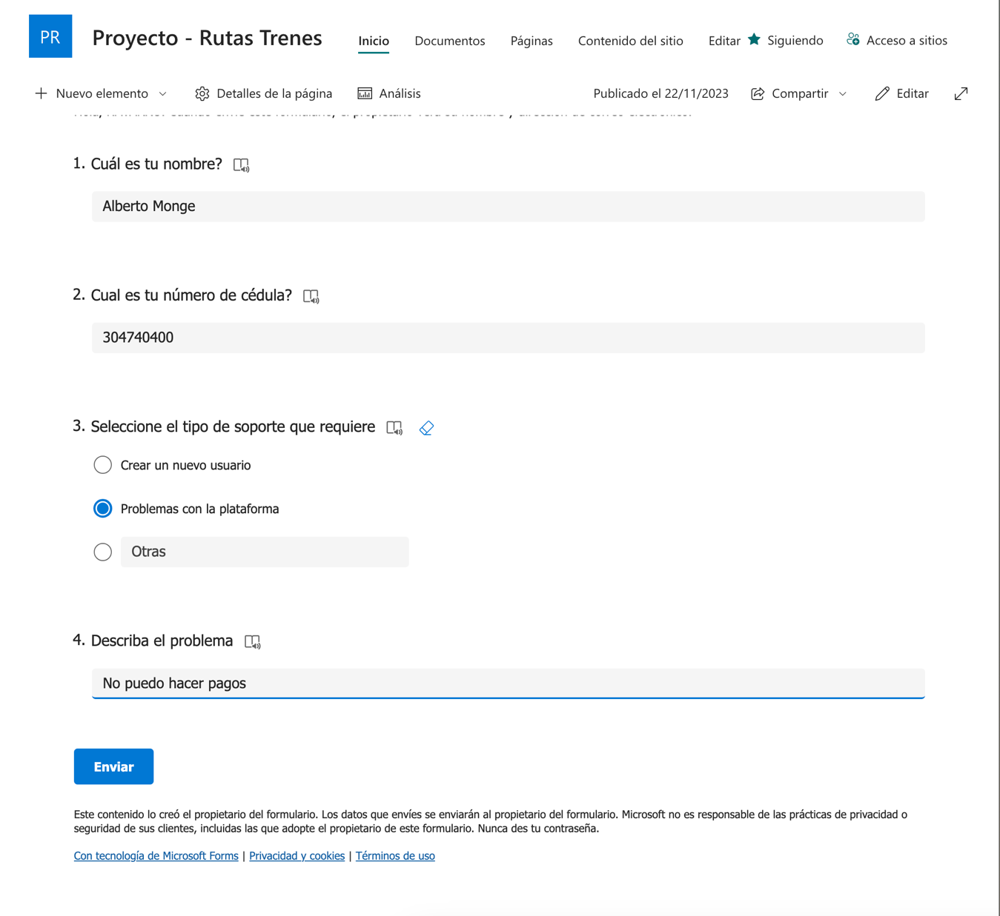 PR
Proyecto - Rutas Trenes
Inicio Documentos Páginas Contenido del sitio Editar Siguiendo Acceso a sitios
Nuevo elemento Detalles de la página Análisis Publicado el 22/11/2023 Compartir Editar
1. Cuál es tu nombre?
Alberto Monge
2. Cual es tu número de cédula?
304740400
3. Seleccione el tipo de soporte que requiere
Crear un nuevo usuario
Problemas con la plataforma
Otras
4. Describa el problema
No puedo hacer pagos
Enviar
Este contenido lo creó el propietario del formulario. Los datos que envíes se enviarán al propietario del formulario. Microsoft no es responsable de las prácticas de privacidad o
seguridad de sus clientes, incluidas las que adopte el propietario de este formulario. Nunca des tu contraseña.
Con tecnología de Microsoft Forms | Privacidad y cookies | Términos de uso